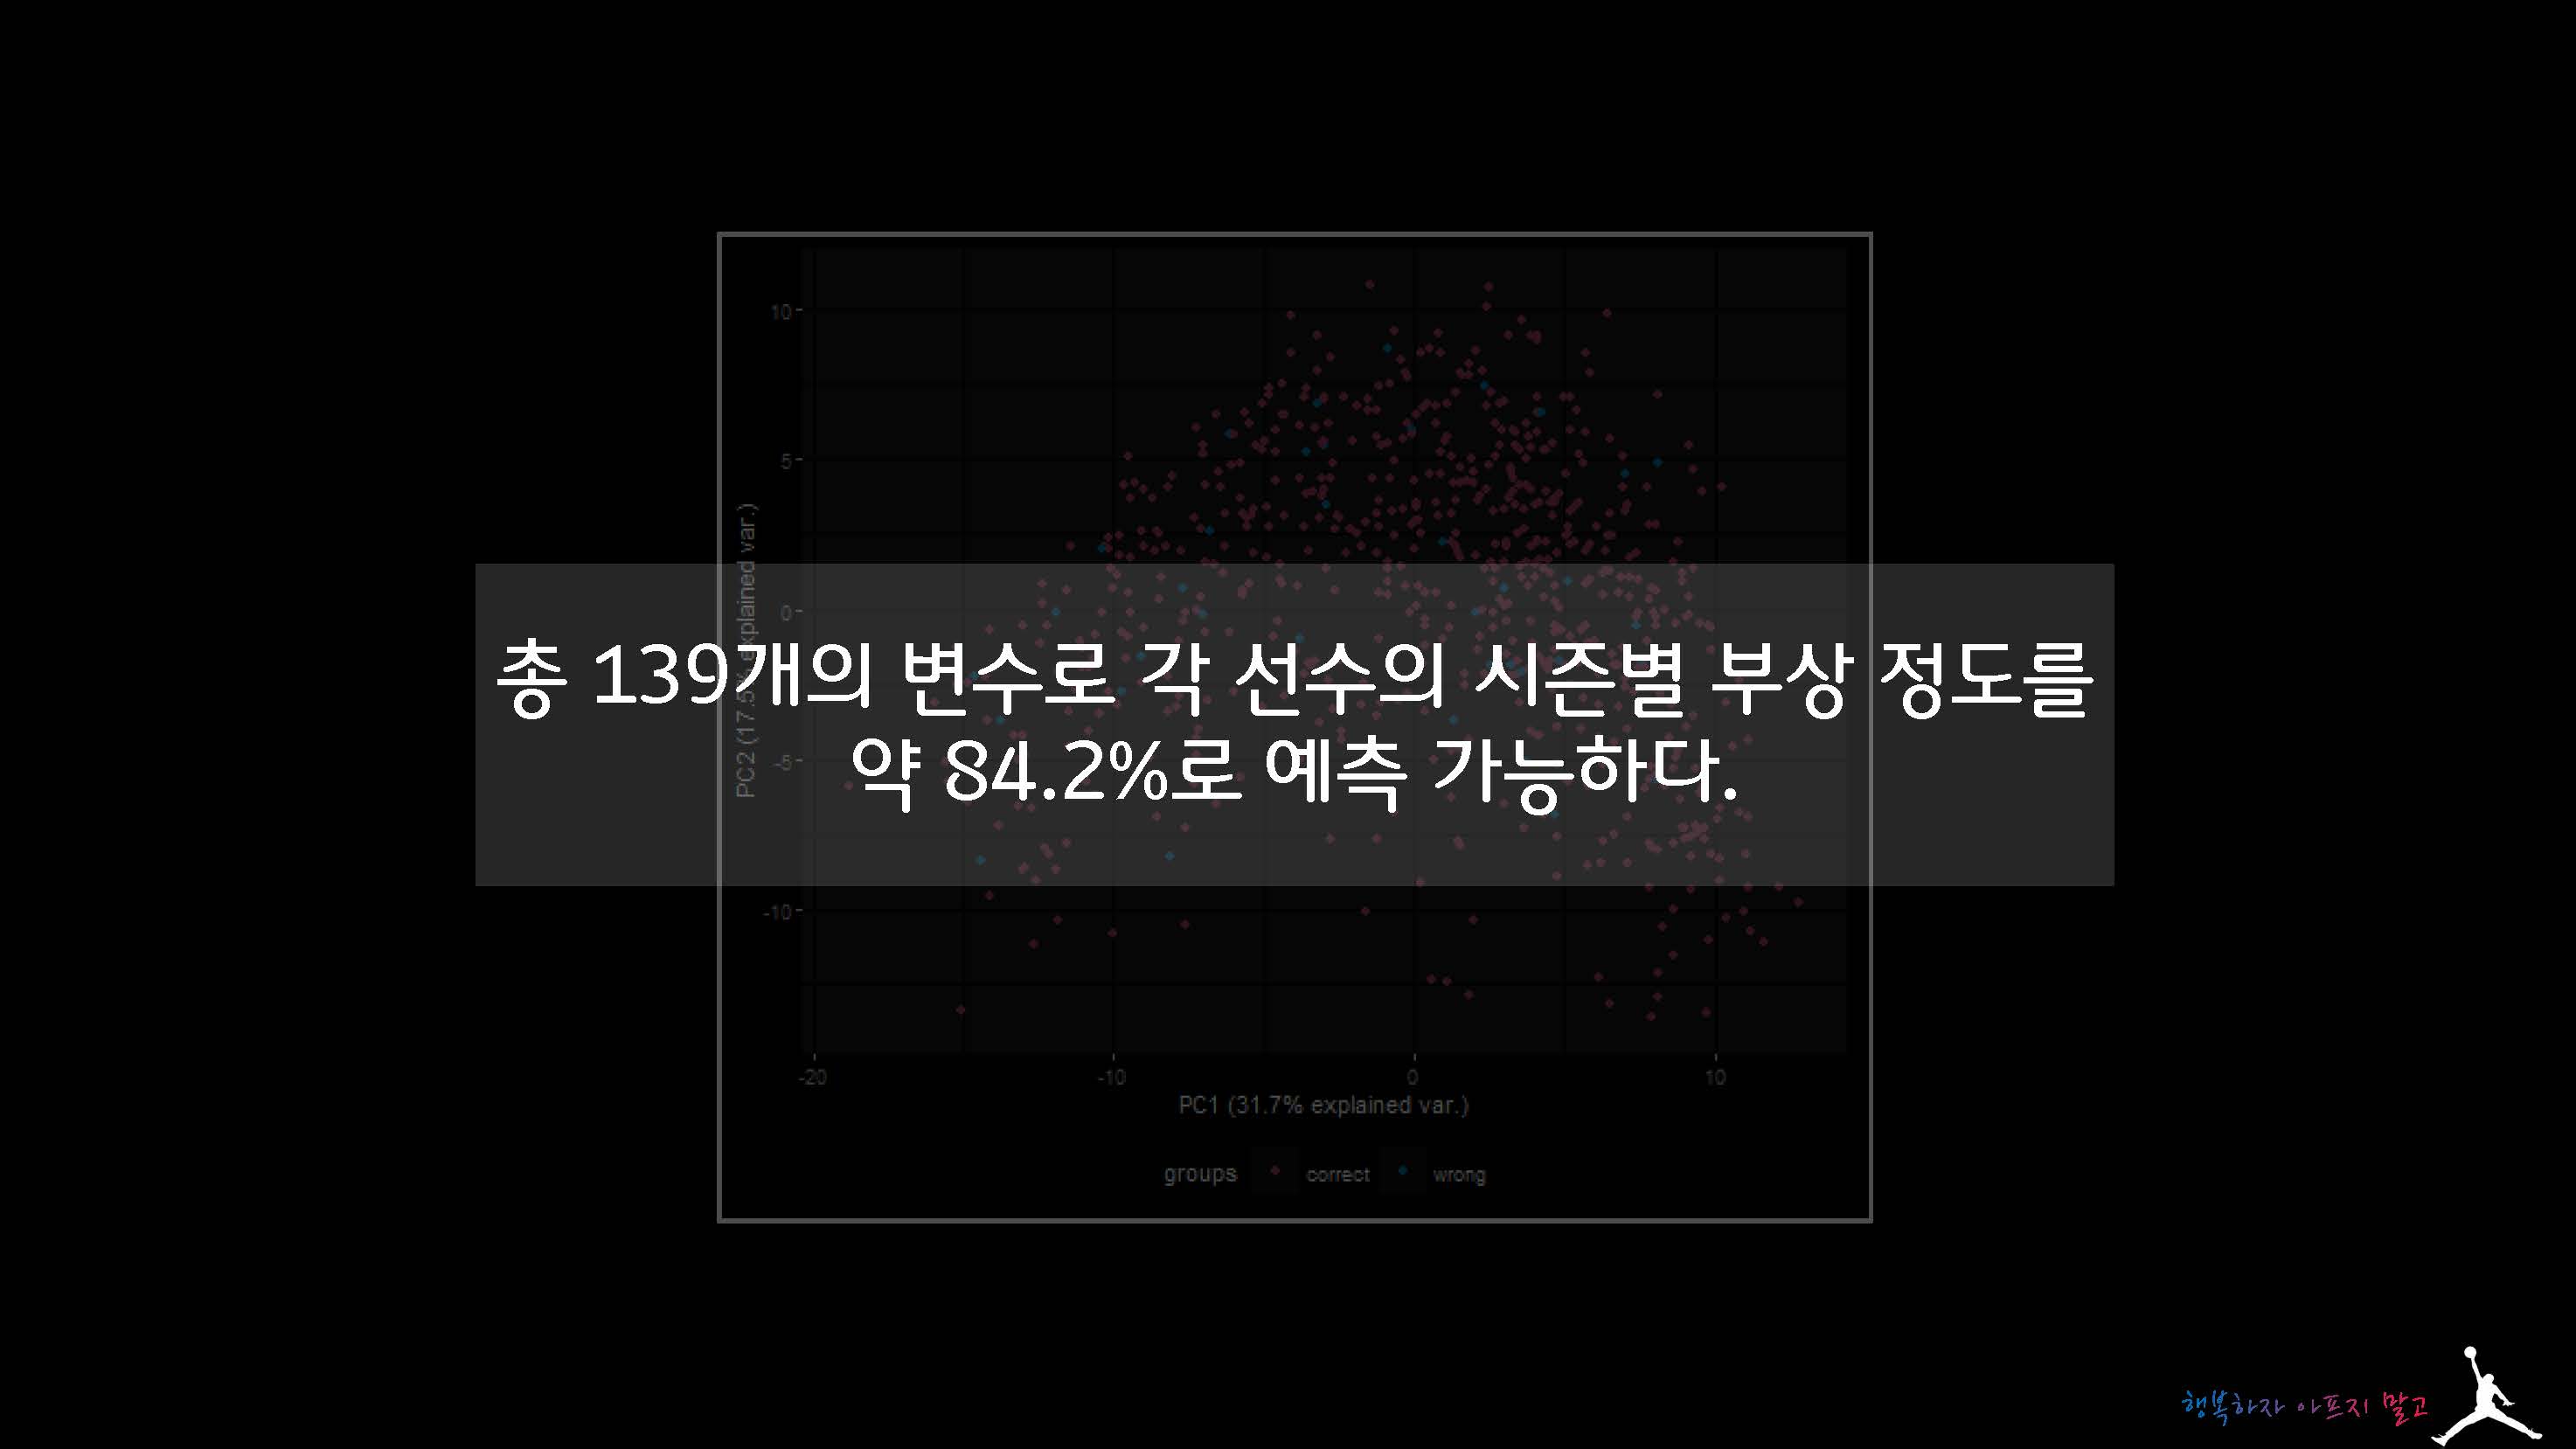 총 139개의 변수로 각 선수의 시즌별 부상 정도를
약 84.2%로 예측 가능하다.
10
5
0
-5
-10
PC2 (17.5% explained var.)
-20
-10
0
10
PC1 (31.7% explained var.)
groups correct wrong
행복하자 아프지 말고